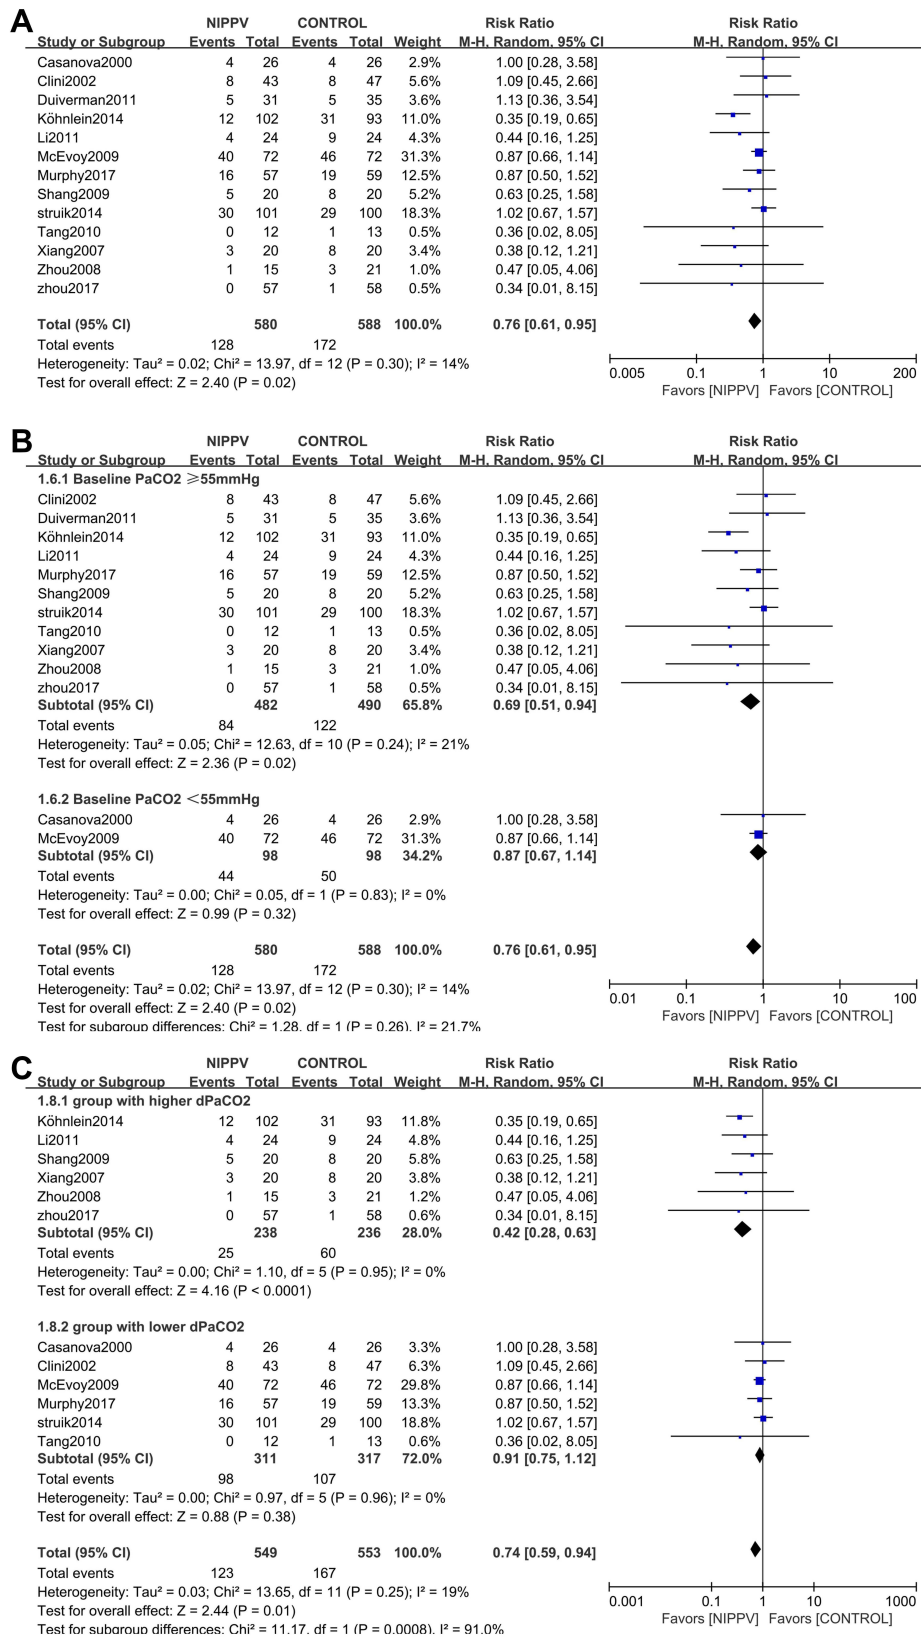 A
NIPPV CONTROL Risk Ratio Risk Ratio
Study or Subgroup Events Total Events Total Weight M-H, Random, 95% CI M-H, Random, 95% CI
Casanova2000 4 26 4 26 2.9% 1.00 [0.28, 3.58]
Clini2002 8 43 8 47 5.6% 1.09 [0.45, 2.66]
Duiverman2011 5 31 5 35 3.6% 1.13 [0.36, 3.54]
Köhnlein2014 12 102 31 93 11.0% 0.35 [0.19, 0.65]
Li2011 4 24 9 24 4.3% 0.44 [0.16, 1.25]
McEvoy2009 40 72 46 72 31.3% 0.87 [0.66, 1.14]
Murphy2017 16 57 19 59 12.5% 0.87 [0.50, 1.52]
Shang2009 5 20 8 20 5.2% 0.63 [0.25, 1.58]
struik2014 30 101 29 100 18.3% 1.02 [0.67, 1.57]
Tang2010 0 12 1 13 0.5% 0.36 [0.02, 8.05]
Xiang2007 3 20 8 20 3.4% 0.38 [0.12, 1.21]
Zhou2008 1 15 3 21 1.0% 0.47 [0.05, 4.06]
zhou2017 0 57 1 58 0.5% 0.34 [0.01, 8.15]
Total (95% CI) 580 588 100.0% 0.76 [0.61, 0.95]
Total events 128 172
Heterogeneity: Tau² = 0.02; Chi² = 13.97, df = 12 (P = 0.30); I² = 14%
Test for overall effect: Z = 2.40 (P = 0.02)
0.005 0.1 1 10 200
Favors [NIPPV] Favors [CONTROL]
B
NIPPV CONTROL Risk Ratio Risk Ratio
Study or Subgroup Events Total Events Total Weight M-H, Random, 95% CI M-H, Random, 95% CI
1.6.1 Baseline PaCO2 ≥55mmHg
Clini2002 8 43 8 47 5.6% 1.09 [0.45, 2.66]
Duiverman2011 5 31 5 35 3.6% 1.13 [0.36, 3.54]
Köhnlein2014 12 102 31 93 11.0% 0.35 [0.19, 0.65]
Li2011 4 24 9 24 4.3% 0.44 [0.16, 1.25]
Murphy2017 16 57 19 59 12.5% 0.87 [0.50, 1.52]
Shang2009 5 20 8 20 5.2% 0.63 [0.25, 1.58]
struik2014 30 101 29 100 18.3% 1.02 [0.67, 1.57]
Tang2010 0 12 1 13 0.5% 0.36 [0.02, 8.05]
Xiang2007 3 20 8 20 3.4% 0.38 [0.12, 1.21]
Zhou2008 1 15 3 21 1.0% 0.47 [0.05, 4.06]
zhou2017 0 57 1 58 0.5% 0.34 [0.01, 8.15]
Subtotal (95% CI) 482 490 65.8% 0.69 [0.51, 0.94]
Total events 84 122
Heterogeneity: Tau² = 0.05; Chi² = 12.63, df = 10 (P = 0.24); I² = 21%
Test for overall effect: Z = 2.36 (P = 0.02)
1.6.2 Baseline PaCO2 <55mmHg
Casanova2000 4 26 4 26 2.9% 1.00 [0.28, 3.58]
McEvoy2009 40 72 46 72 31.3% 0.87 [0.66, 1.14]
Subtotal (95% CI) 98 98 34.2% 0.87 [0.67, 1.14]
Total events 44 50
Heterogeneity: Tau² = 0.00; Chi² = 0.05, df = 1 (P = 0.83); I² = 0%
Test for overall effect: Z = 0.99 (P = 0.32)
Total (95% CI) 580 588 100.0% 0.76 [0.61, 0.95]
Total events 128 172
Heterogeneity: Tau² = 0.02; Chi² = 13.97, df = 12 (P = 0.30); I² = 14%
Test for overall effect: Z = 2.40 (P = 0.02)
Test for subgroup differences: Chi² = 1.28, df = 1 (P = 0.26), I² = 21.7%
0.01 0.1 1 10 100
Favors [NIPPV] Favors [CONTROL]
C
NIPPV CONTROL Risk Ratio Risk Ratio
Study or Subgroup Events Total Events Total Weight M-H, Random, 95% CI M-H, Random, 95% CI
1.8.1 group with higher dPaCO2
Köhnlein2014 12 102 31 93 11.8% 0.35 [0.19, 0.65]
Li2011 4 24 9 24 4.8% 0.44 [0.16, 1.25]
Shang2009 5 20 8 20 5.8% 0.63 [0.25, 1.58]
Xiang2007 3 20 8 20 3.8% 0.38 [0.12, 1.21]
Zhou2008 1 15 3 21 1.2% 0.47 [0.05, 4.06]
zhou2017 0 57 1 58 0.6% 0.34 [0.01, 8.15]
Subtotal (95% CI) 238 236 28.0% 0.42 [0.28, 0.63]
Total events 25 60
Heterogeneity: Tau² = 0.00; Chi² = 1.10, df = 5 (P = 0.95); I² = 0%
Test for overall effect: Z = 4.16 (P < 0.0001)
1.8.2 group with lower dPaCO2
Casanova2000 4 26 4 26 3.3% 1.00 [0.28, 3.58]
Clini2002 8 43 8 47 6.3% 1.09 [0.45, 2.66]
McEvoy2009 40 72 46 72 29.8% 0.87 [0.66, 1.14]
Murphy2017 16 57 19 59 13.3% 0.87 [0.50, 1.52]
struik2014 30 101 29 100 18.8% 1.02 [0.67, 1.57]
Tang2010 0 12 1 13 0.6% 0.36 [0.02, 8.05]
Subtotal (95% CI) 311 317 72.0% 0.91 [0.75, 1.12]
Total events 98 107
Heterogeneity: Tau² = 0.00; Chi² = 0.97, df = 5 (P = 0.96); I² = 0%
Test for overall effect: Z = 0.88 (P = 0.38)
Total (95% CI) 549 553 100.0% 0.74 [0.59, 0.94]
Total events 123 167
Heterogeneity: Tau² = 0.03; Chi² = 13.65, df = 11 (P = 0.25); I² = 19%
Test for overall effect: Z = 2.44 (P = 0.01)
Test for subgroup differences: Chi² = 11.17, df = 1 (P = 0.0008), I² = 91.0%
0.001 0.1 1 10 1000
Favors [NIPPV] Favors [CONTROL]